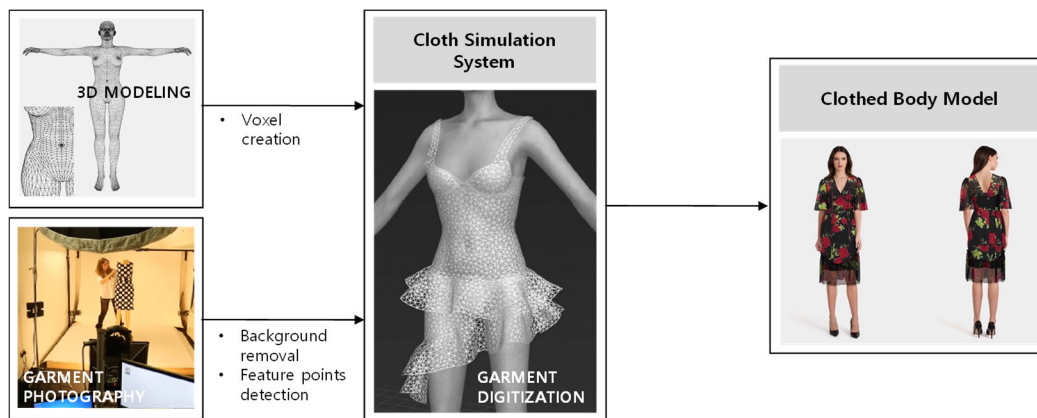 3D MODELING
• Voxel
creation
GARMENT
PHOTOGRAPHY
• Background
removal
• Feature points
detection
Cloth Simulation
System
GARMENT
DIGITIZATION
Clothed Body Model